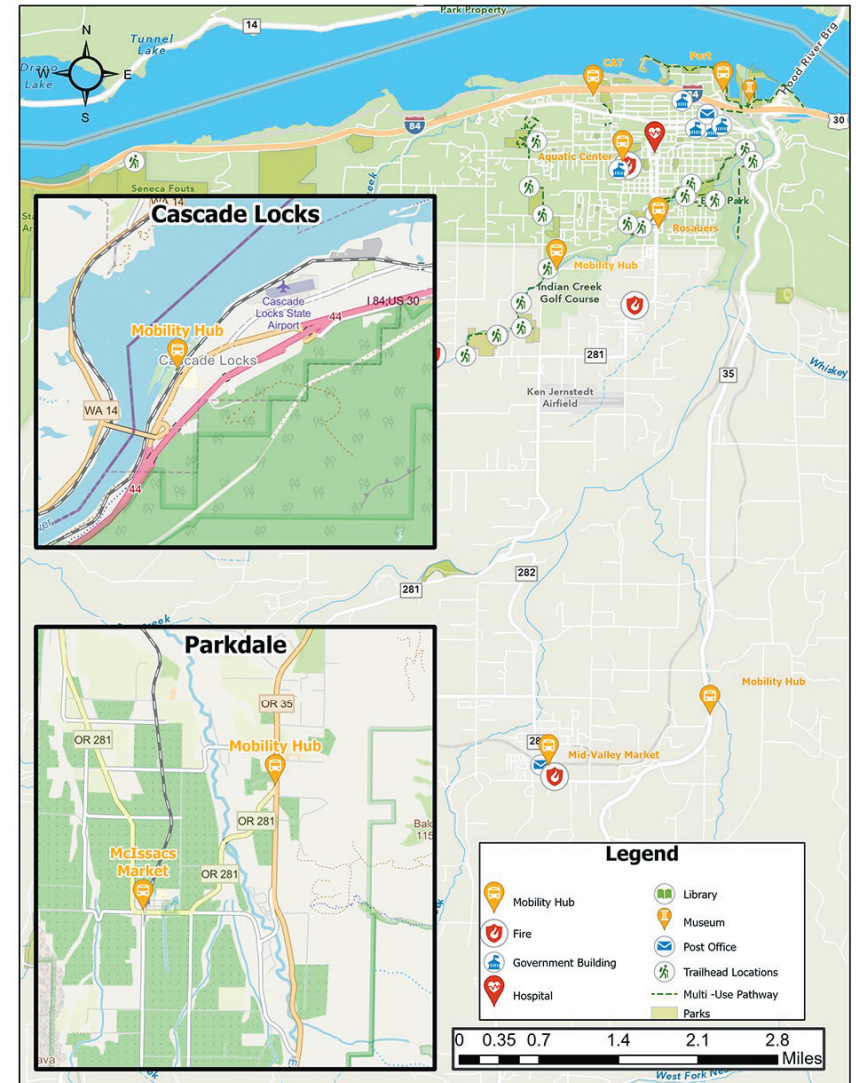 Park Property
14
Tunnel
Lake
Drano
Lake
N
W E
S
CAT
Port
Hood River Brg
84
84
30
Aquatic Center
Seneca Fouts
Park
Rosauers
Mobility Hub
Indian Creek
Golf Course
281
35
Whiskey
Ken Jernstedt
Airfield
Cascade Locks
WA 14
Mobility Hub
Cascade Locks
Cascade
Locks State
Airport
I 84;US 30
44
WA 14
44
282
281
Parkdale
OR 35
OR 281
Mobility Hub
OR 281
McIssacs
Market
OR 281
Mobility Hub
Mid-Valley Market
Legend
Mobility Hub
Fire
Government Building
Hospital
Library
Museum
Post Office
Trailhead Locations
Multi -Use Pathway
Parks
0 0.35 0.7 1.4 2.1 2.8
Miles